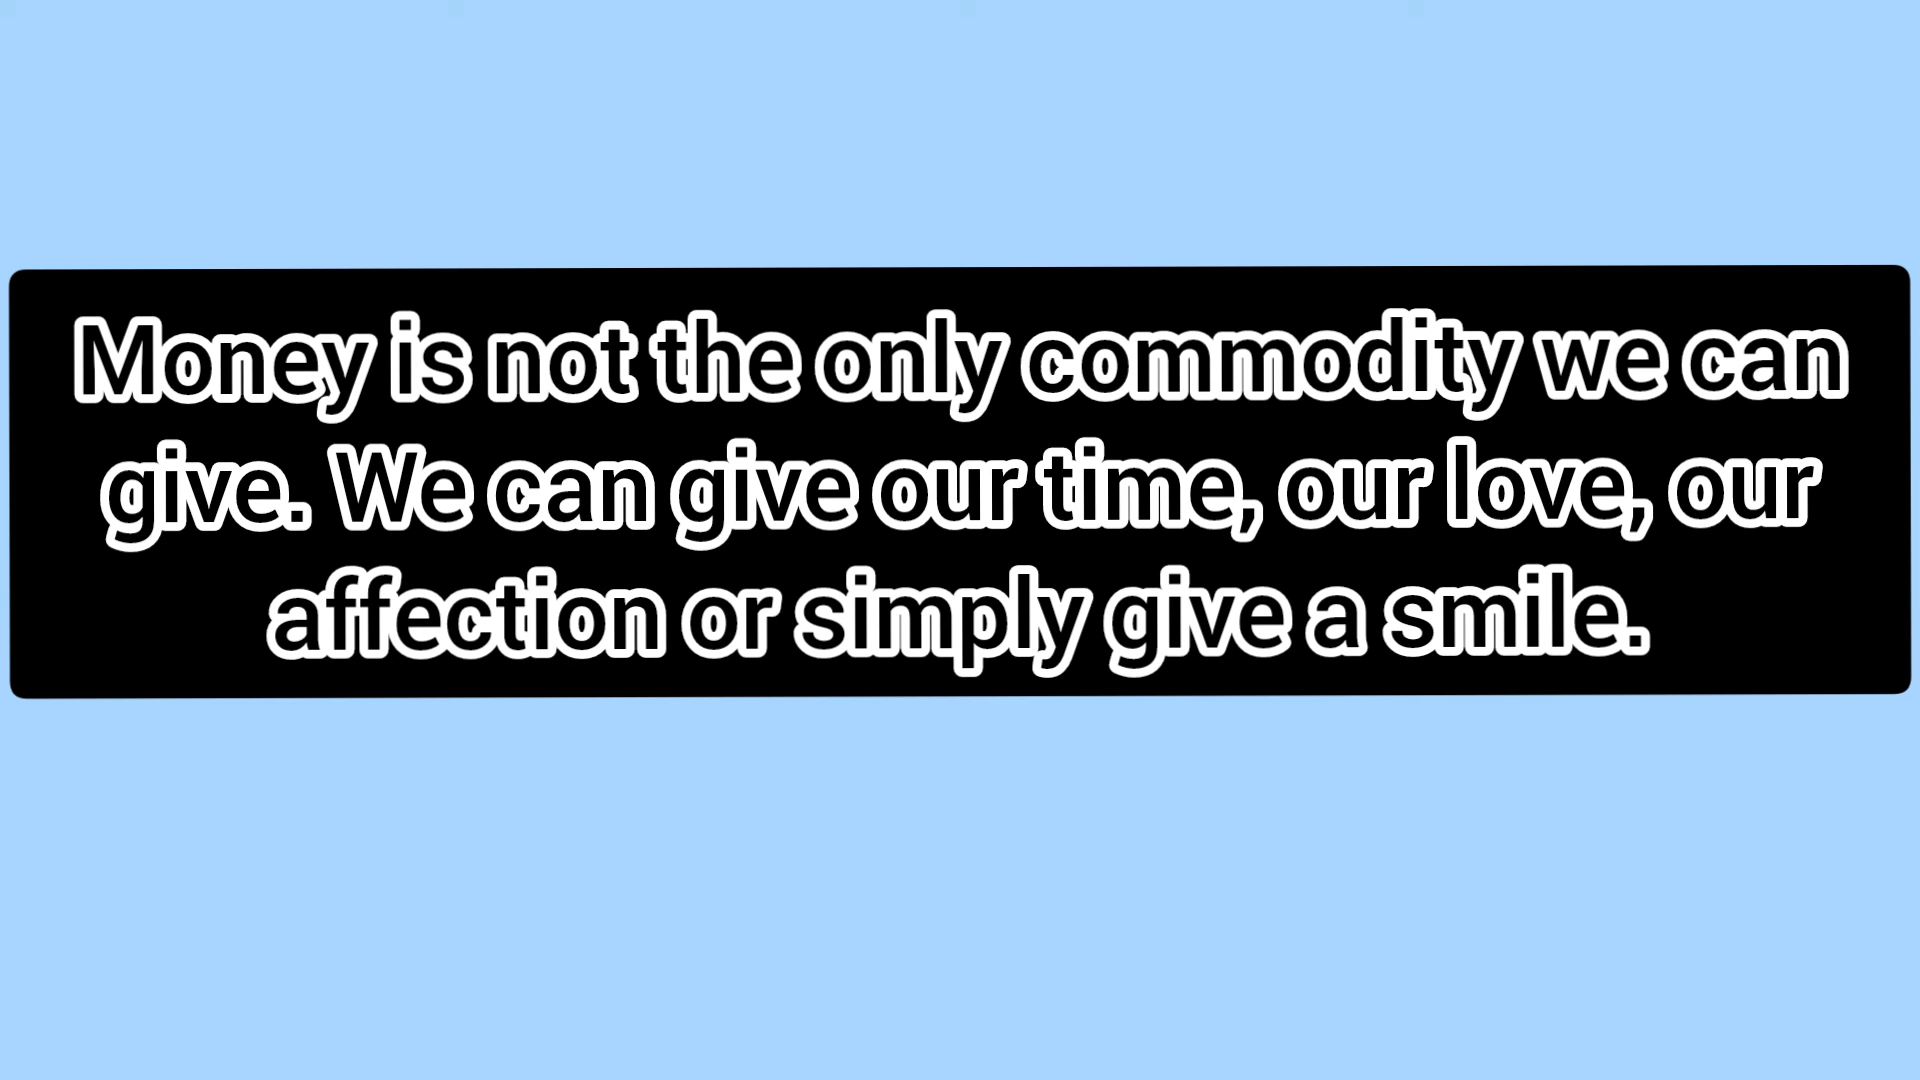 Money is not the only commodity we can
give. We can give our time, our love, our
affection or simply give a smile.